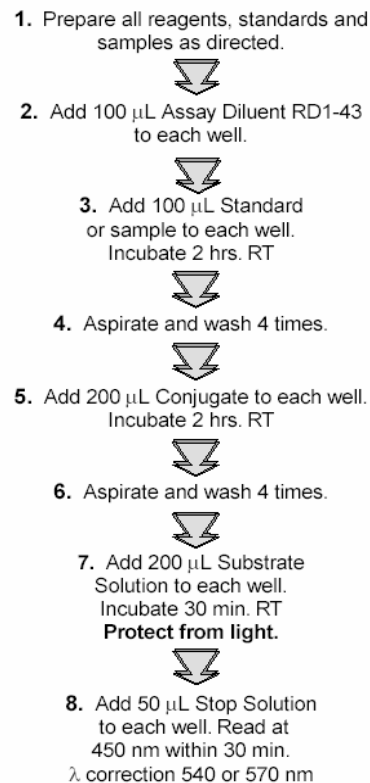 1. Prepare all reagents, standards and
samples as directed.
2. Add 100 μL Assay Diluent RD1-43
to each well.
3. Add 100 μL Standard
or sample to each well.
Incubate 2 hrs. RT
4. Aspirate and wash 4 times.
5. Add 200 μL Conjugate to each well.
Incubate 2 hrs. RT
6. Aspirate and wash 4 times.
7. Add 200 μL Substrate
Solution to each well.
Incubate 30 min. RT
Protect from light.
8. Add 50 μL Stop Solution
to each well. Read at
450 nm within 30 min.
λ correction 540 or 570 nm